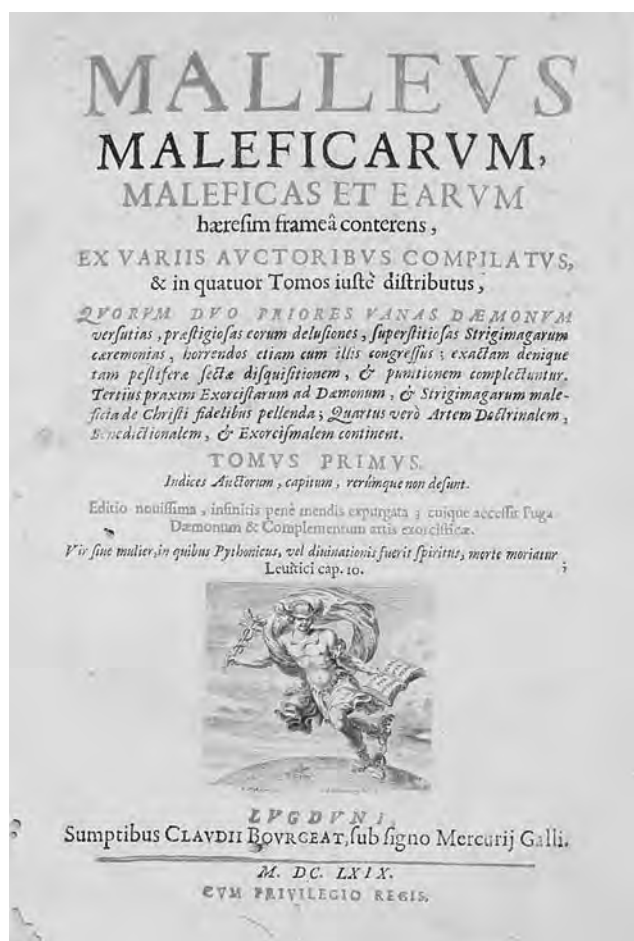 MALLEVS
MALEFICARVM,
MALEFICAS ET EARVM
hæreſim frameâ conterens,
EX VARIIS AVCTORIBVS COMPILATVS,
& in quatuor Tomos iuſtè diſtributus,
QVORVM DVO PRIORES VANAS DÆMONVM
verſutias, præſtigioſas eorum deluſiones, ſuperſtitioſas Strigimagarum
cæremonias, horrendos etiam cum illis congreſſus; exactam denique
tam peſtiferæ ſectæ diſquiſitionem, & punitionem complectuntur.
Tertius praxim Exorciſtarum ad Dæmonum, & Strigimagarum male-
ficia de Chriſti fidelibus pellenda; Quartus verò Artem Doctrinalem,
Benedictionalem, & Exorciſmalem continent.
TOMVS PRIMVS.
Indices Auctorum, capitum, rerúmque non deſunt.
Editio nouiſſima, infinitis penè mendis expurgata; cuique acceſſit Fuga
Dæmonum & Complementum artis exorciſticæ.
Vir ſiue mulier, in quibus Pythonicus, vel diuinationis fuerit ſpiritus, morte moriatur
Leuitici cap. 10.
LVGDVNI,
Sumptibus CLAVDII BOVRGEAT, ſub ſigno Mercurij Galli.
M. DC. LXIX.
CVM PRIVILEGIO REGIS.